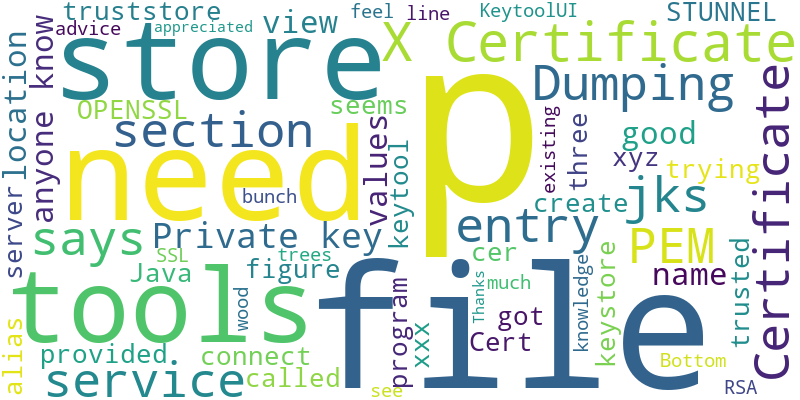 truststore
advice
appreciated
view
feel
line
KeytoolUI
STUNNEL
store
X
Certificate
location
anyone know
OPENSSL
section
seems
p
Dumping
existing
three
good
xyz
trying
Certificate
need
values
keytool
bunch
create
jks
server
says
Private key
entry
PEM
tools
Java
SSL
trees
figure
file
cer
much
Thanks
knowledge
keystore
name
trusted
alias
wood
provided
connect
program
xxx
got
Cert
service
called
see
Bottom
RSA